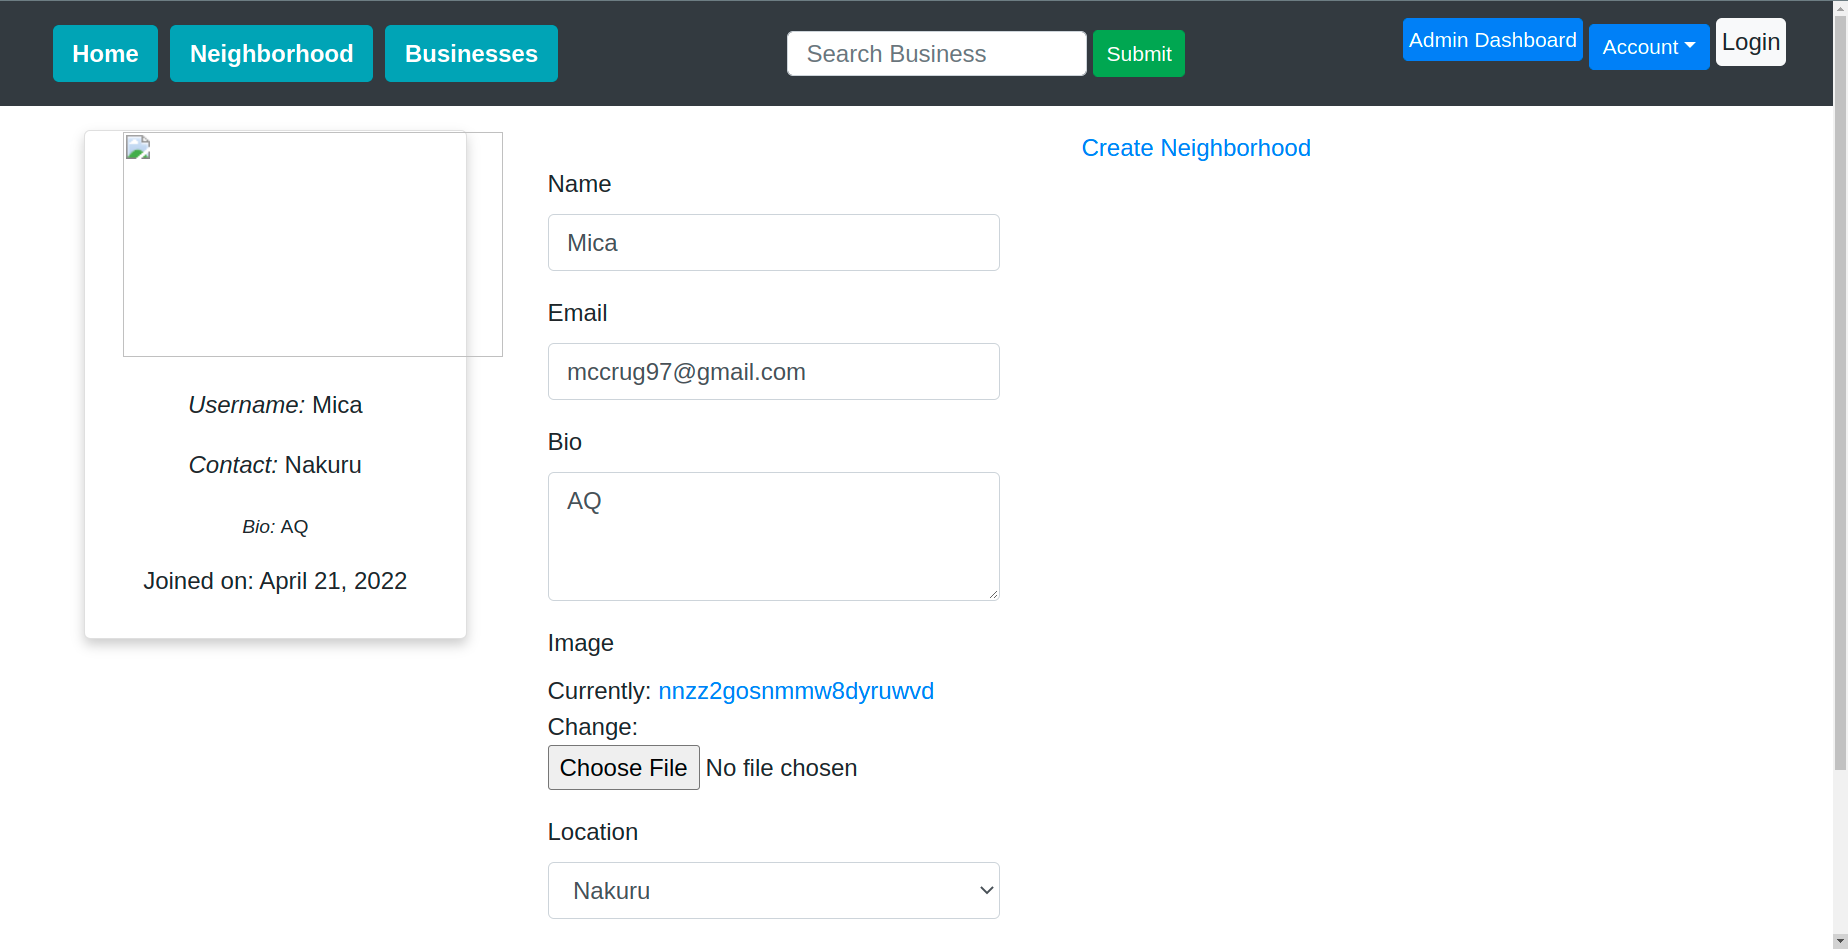 Home Neighborhood Businesses Search Business Submit Admin Dashboard Account Login
Create Neighborhood
Name
Mica
Email
mccrug97@gmail.com
Bio
AQ
Image
Currently: nnzz2gosnmmw8dyruwvd
Change:
Choose File No file chosen
Location
Nakuru
Username: Mica
Contact: Nakuru
Bio: AQ
Joined on: April 21, 2022